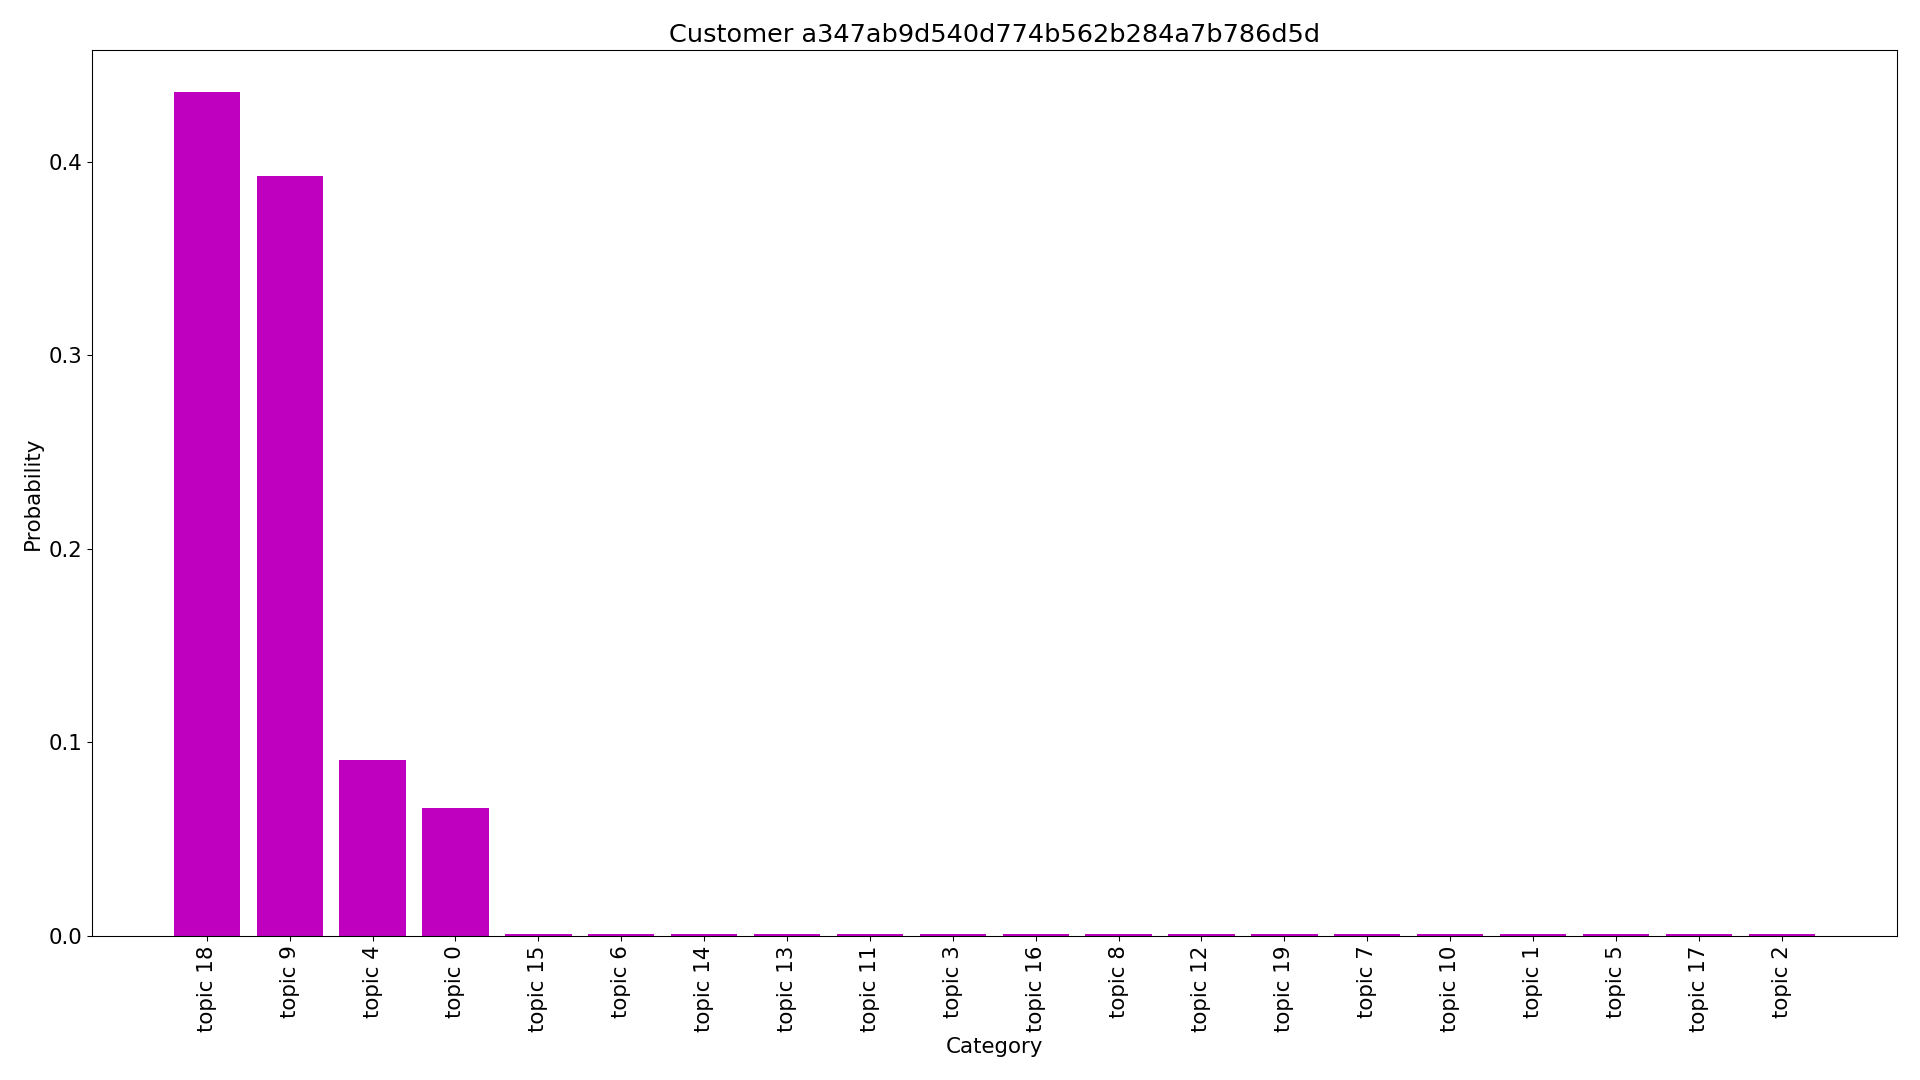 Customer a347ab9d540d774b562b284a7b786d5d
Probability
0.4
0.3
0.2
0.1
0.0
topic 18
topic 9
topic 4
topic 0
topic 15
topic 6
topic 14
topic 13
topic 11
topic 3
topic 16
topic 8
topic 12
topic 19
topic 7
topic 10
topic 1
topic 5
topic 17
topic 2
Category